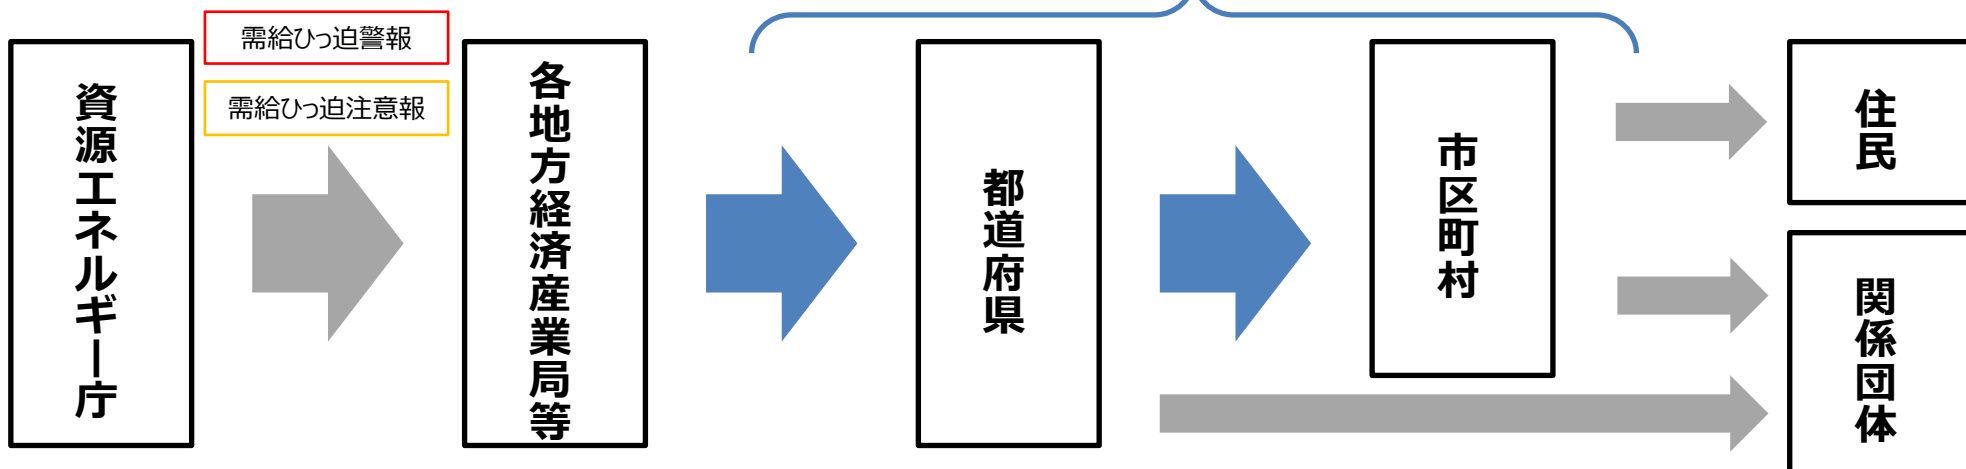 資源エネルギー庁
需給ひっ迫警報
需給ひっ迫注意報
各地方経済産業局等
都道府県
市区町村
住民
関係団体